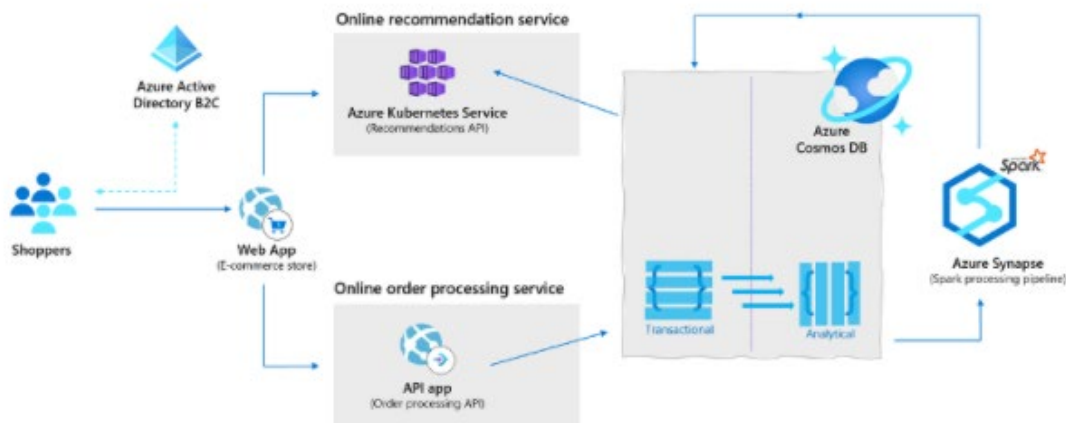 Online recommendation service
Azure Active
Directory B2C
Azure Kubernetes Service
(Recommendations API)
Azure
Cosmos DB
Spark
Shoppers
Web App
(E-commerce store)
Azure Synapse
(Spark processing pipeline)
Online order processing service
Transactional
Analytical
API app
(Order processing API)